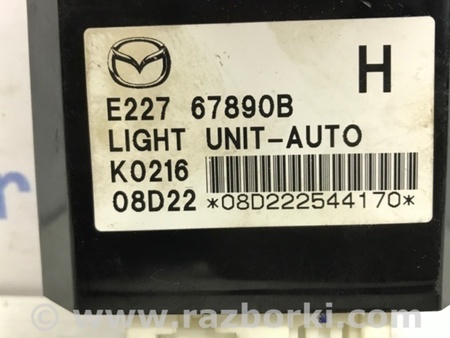 H
E227 67890B
LIGHT UNIT-AUTO
K0216
08D22 *08D222544170*
www.razborki.com